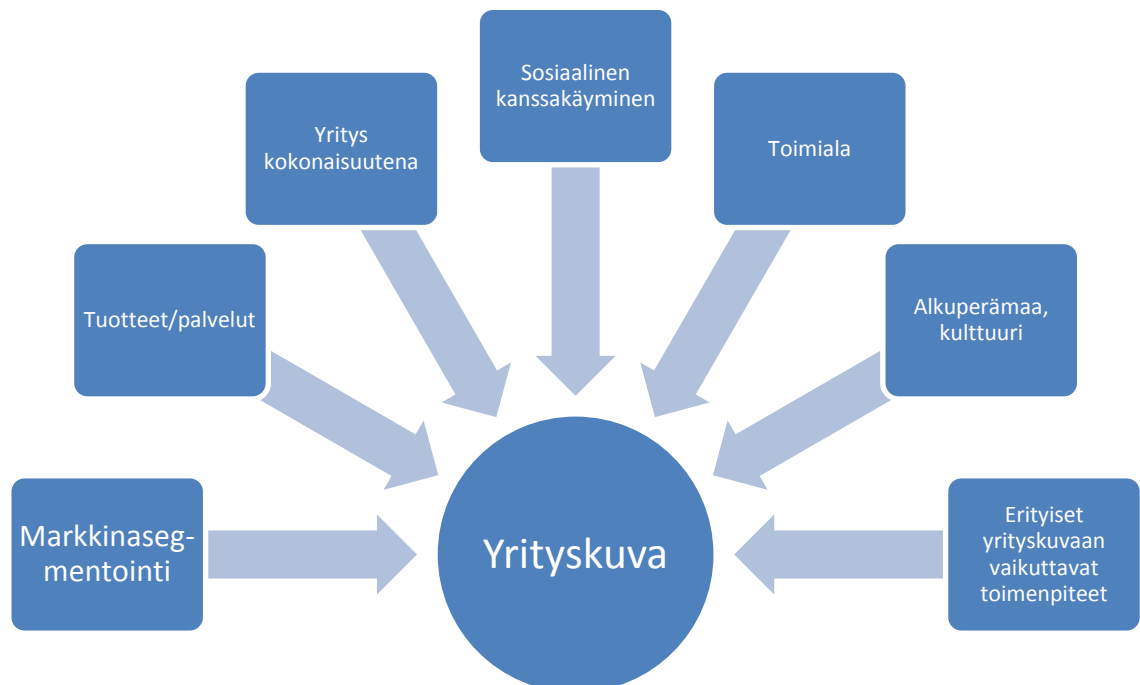 Sosiaalinen
kanssakäyminen
Yritys
kokonaisuutena
Toimiala
Tuotteet/palvelut
Alkuperämaa,
kulttuuri
Markkinaseg-
mentointi
Yrityskuva
Erityiset
yrityskuvaan
vaikuttavat
toimenpiteet